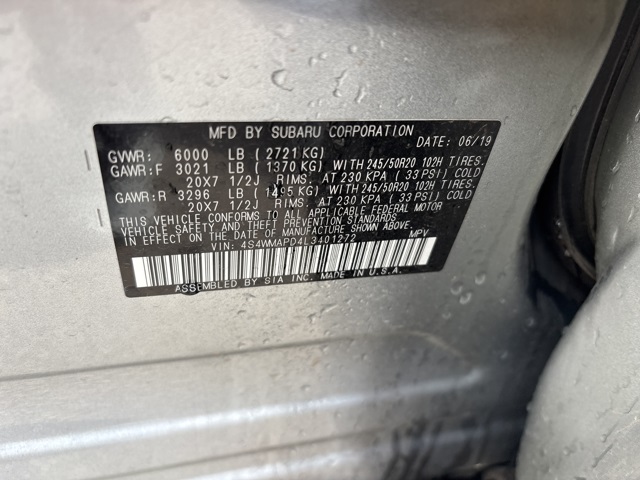 MFD BY SUBARU CORPORATION
DATE: 06/19
GVWR: 6000 LB (2721 KG)
GAWR:F 3021 LB (1370 KG) WITH 245/50R20 102H TIRES.
20X7 1/2J RIMS. AT 230 KPA (33 PSI) COLD
GAWR:R 3296 LB (1495 KG) WITH 245/50R20 102H TIRES.
20X7 1/2J RIMS. AT 230 KPA (33 PSI) COLD
THIS VEHICLE CONFORMS TO ALL APPLICABLE FEDERAL MOTOR
VEHICLE SAFETY AND THEFT PREVENTION STANDARDS
IN EFFECT ON THE DATE OF MANUFACTURE SHOWN ABOVE.
VIN: 4S4WMAPD4L3401272 MPV
ASSEMBLED BY SIA INC. MADE IN U.S.A.